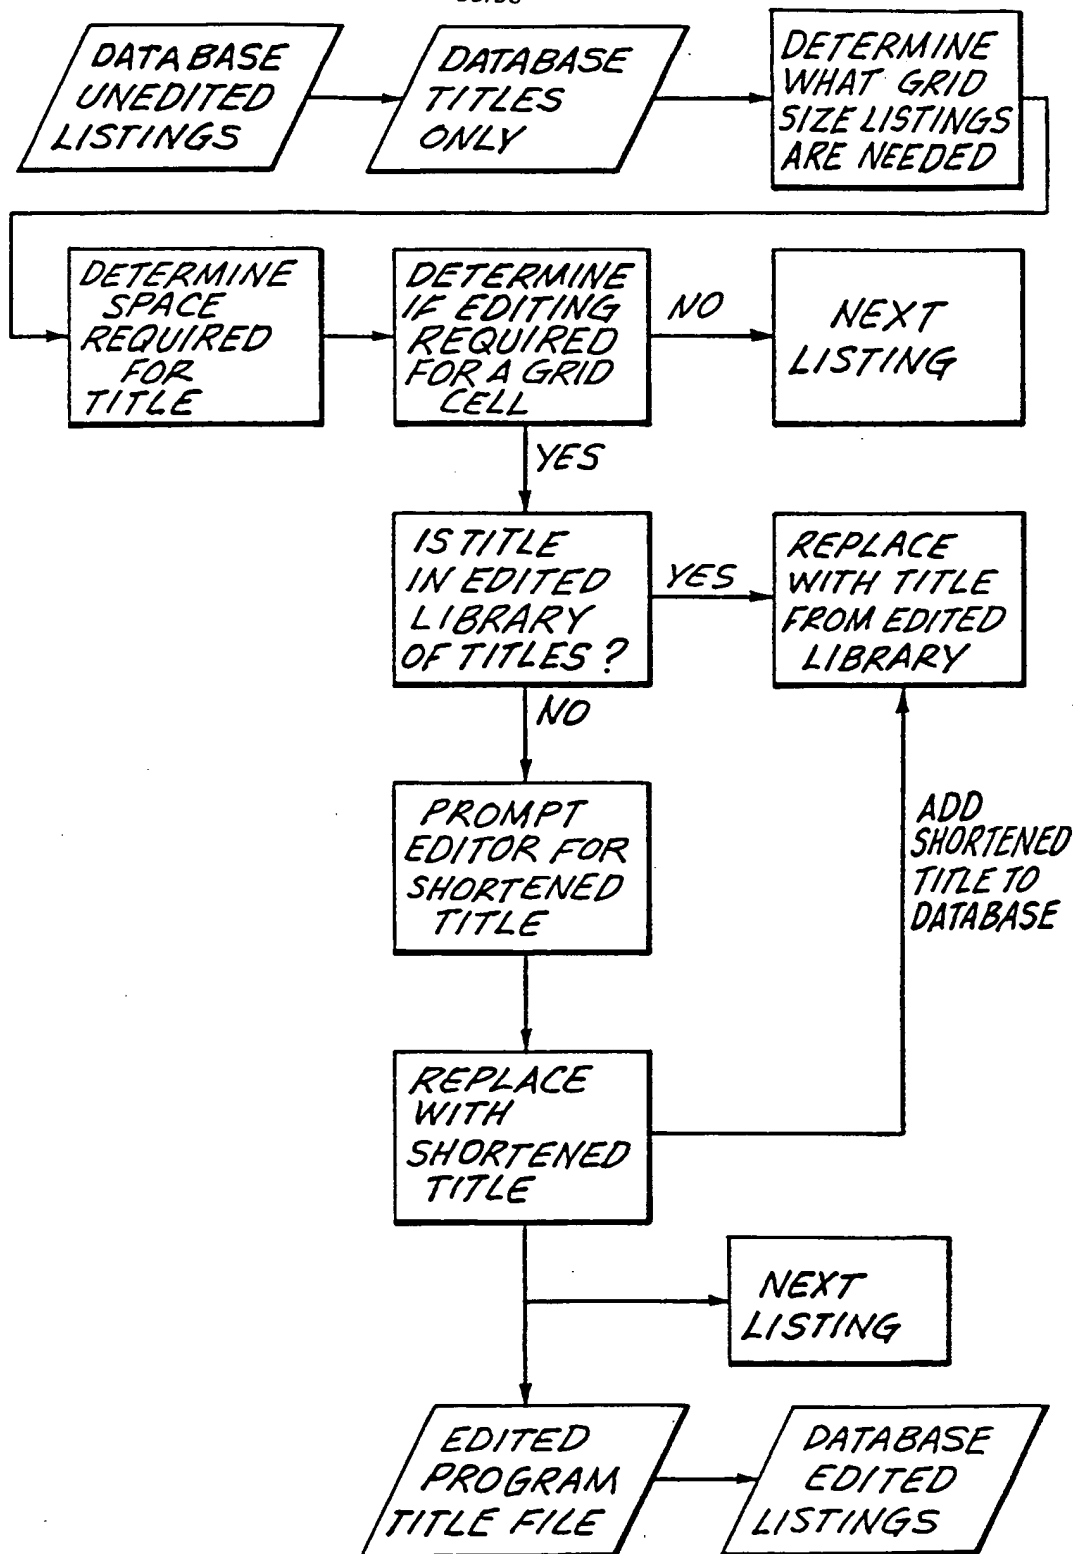 DATABASE
UNEDITED
LISTINGS
DATABASE
TITLES
ONLY
DETERMINE
WHAT GRID
SIZE LISTINGS
ARE NEEDED
DETERMINE
SPACE
REQUIRED
FOR
TITLE
DETERMINE
IF EDITING
REQUIRED
FOR A GRID
CELL
NO
NEXT
LISTING
YES
IS TITLE
IN EDITED
LIBRARY
OF TITLES?
YES
REPLACE
WITH TITLE
FROM EDITED
LIBRARY
NO
PROMPT
EDITOR FOR
SHORTENED
TITLE
ADD
SHORTENED
TITLE TO
DATABASE
REPLACE
WITH
SHORTENED
TITLE
NEXT
LISTING
EDITED
PROGRAM
TITLE FILE
DATABASE
EDITED
LISTINGS